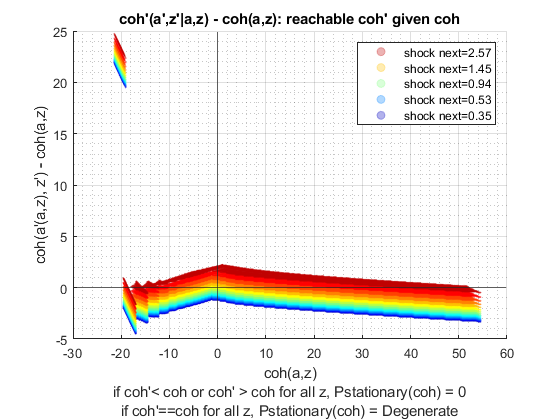 coh'(a',z'|a,z) - coh(a,z): reachable coh' given coh
25
20
15
10
5
0
-5
coh(a'(a,z), z') - coh(a,z)
shock next=2.57
shock next=1.45
shock next=0.94
shock next=0.53
shock next=0.35
-30 -20 -10 0 10 20 30 40 50 60
coh(a,z)
if coh'< coh or coh' > coh for all z, Pstationary(coh) = 0
if coh'==coh for all z, Pstationary(coh) = Degenerate